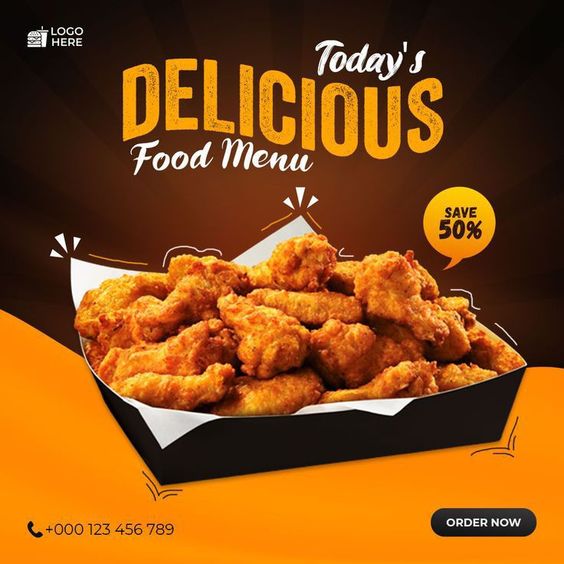 LOGO
HERE
Today's
DELICIOUS
Food Menu
SAVE
50%
+000 123 456 789
ORDER NOW